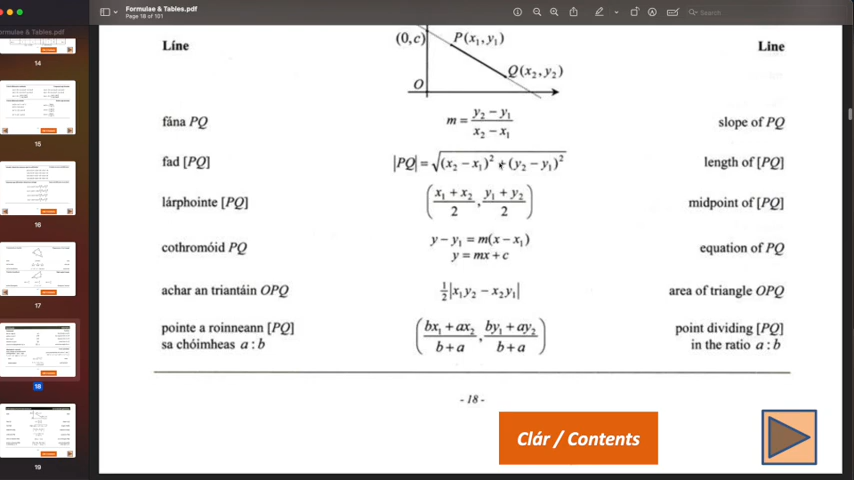 Formulae & Tables.pdf
Page 18 of 101
Search
14
15
16
17
18
19
Líne
(0,c)
P(x₁,y₁)
Q(x₂,y₂)
O
Line
fána PQ
m = (y₂ − y₁)/(x₂ − x₁)
slope of PQ
fad [PQ]
|PQ| = √((x₂ − x₁)² + (y₂ − y₁)²)
length of [PQ]
lárphointe [PQ]
((x₁ + x₂)/2, (y₁ + y₂)/2)
midpoint of [PQ]
cothromóid PQ
y − y₁ = m(x − x₁)
y = mx + c
equation of PQ
achar an triantáin OPQ
½|x₁y₂ − x₂y₁|
area of triangle OPQ
pointe a roinneann [PQ]
sa chóimheas a : b
((bx₁ + ax₂)/(b + a), (by₁ + ay₂)/(b + a))
point dividing [PQ]
in the ratio a : b
- 18 -
Clár / Contents